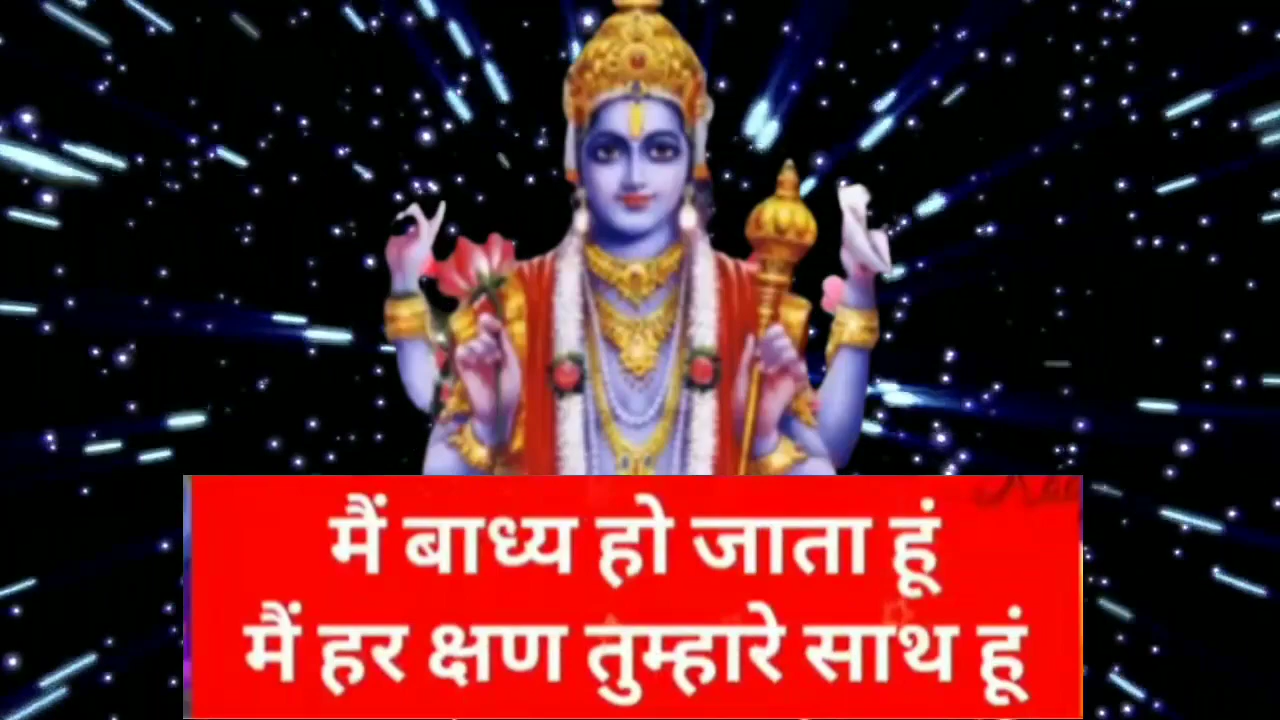 मैं बाध्य हो जाता हूं
मैं हर क्षण तुम्हारे साथ हूं